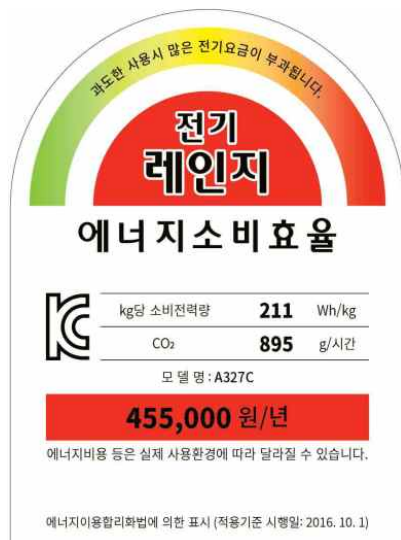 과도한 사용시 많은 전기요금이 부과됩니다.
전기
레인지
에너지소비효율
kg당 소비전력량 211 Wh/kg
CO₂ 895 g/시간
모 델 명 : A327C
455,000 원/년
에너지비용 등은 실제 사용환경에 따라 달라질 수 있습니다.
에너지이용합리화법에 의한 표시 (적용기준 시행일: 2016. 10. 1)